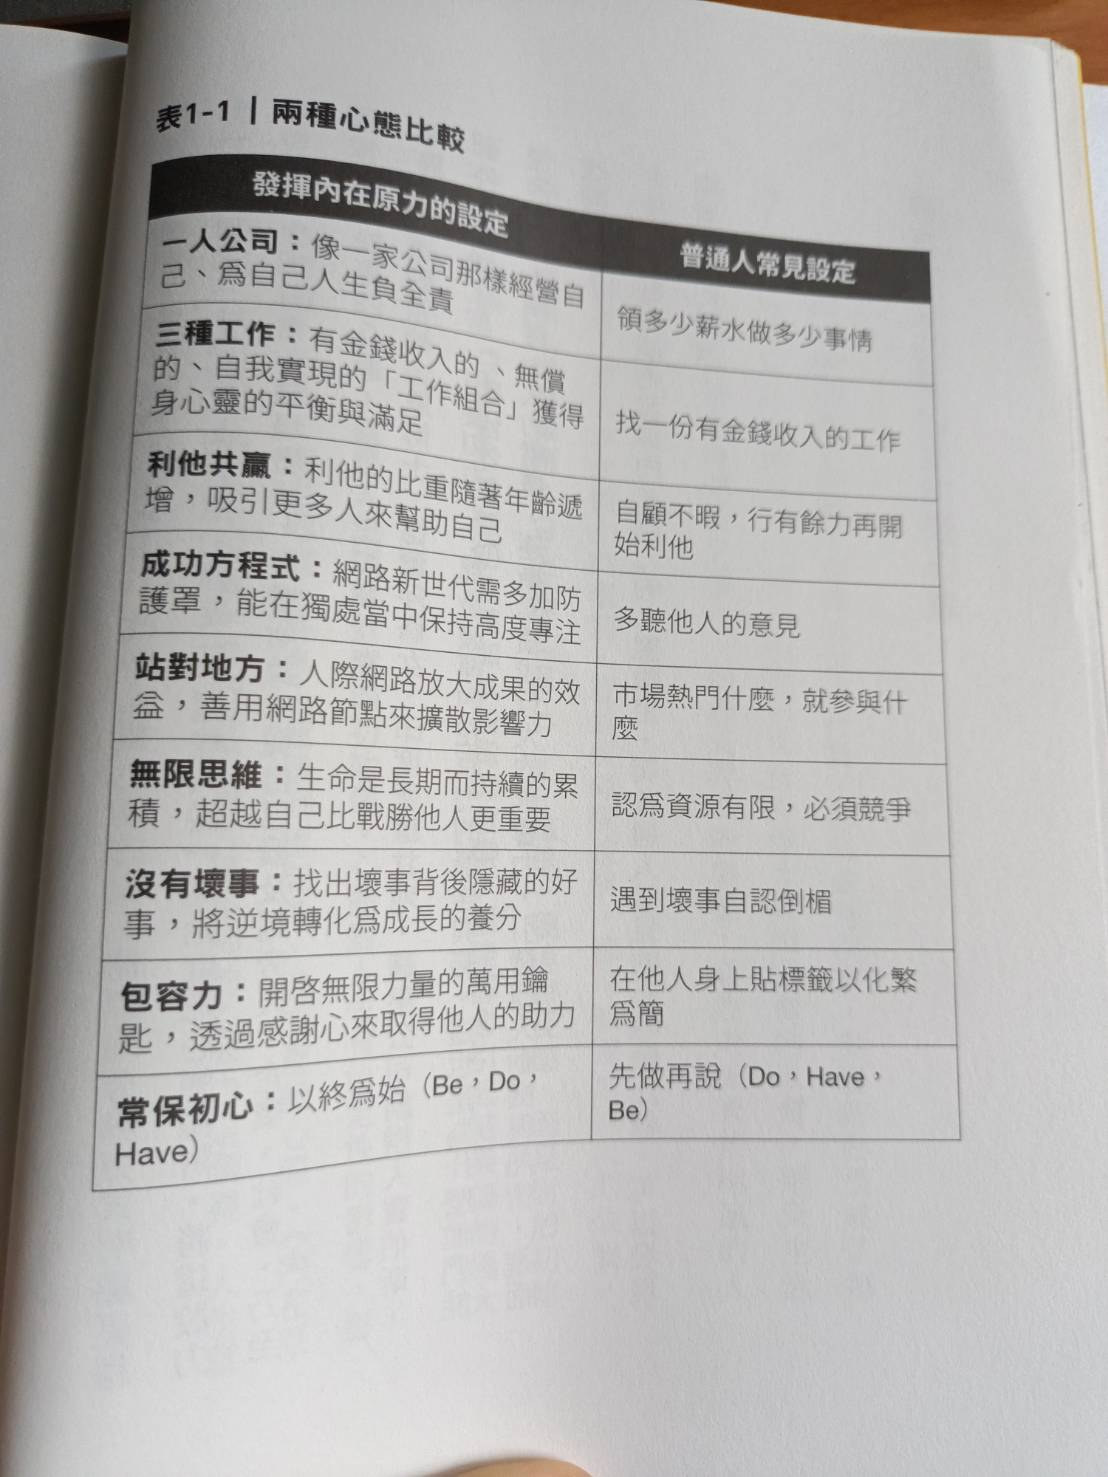 表1-1｜兩種心態比較
發揮內在原力的設定
普通人常見設定
一人公司：像一家公司那樣經營自
己、為自己人生負全責
領多少薪水做多少事情
三種工作：有金錢收入的、無償
的、自我實現的「工作組合」獲得
身心靈的平衡與滿足
找一份有金錢收入的工作
利他共贏：利他的比重隨著年齡遞
增，吸引更多人來幫助自己
自顧不暇，行有餘力再開
始利他
成功方程式：網路新世代需多加防
護罩，能在獨處當中保持高度專注
多聽他人的意見
站對地方：人際網路放大成果的效
益，善用網路節點來擴散影響力
市場熱門什麼，就參與什
麼
無限思維：生命是長期而持續的累
積，超越自己比戰勝他人更重要
認為資源有限，必須競爭
沒有壞事：找出壞事背後隱藏的好
事，將逆境轉化為成長的養分
遇到壞事自認倒楣
包容力：開啓無限力量的萬用鑰
匙，透過感謝心來取得他人的助力
在他人身上貼標籤以化繁
為簡
常保初心：以終為始（Be，Do，
Have）
先做再說（Do，Have，
Be）